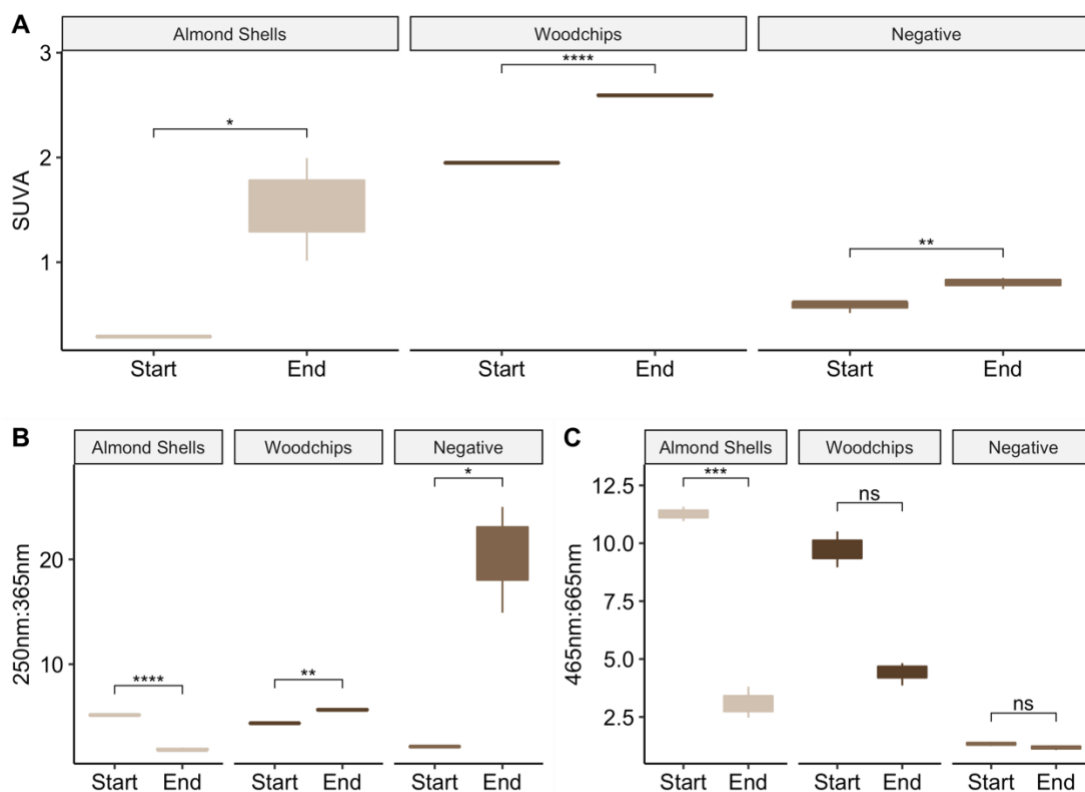 A
Almond Shells Woodchips Negative
SUVA
3
2
1
* **** **
Start End Start End Start End
B
Almond Shells Woodchips Negative
250nm:365nm
20
10
**** ** *
Start End Start End Start End
C
Almond Shells Woodchips Negative
465nm:665nm
12.5
10.0
7.5
5.0
2.5
*** ns ns
Start End Start End Start End